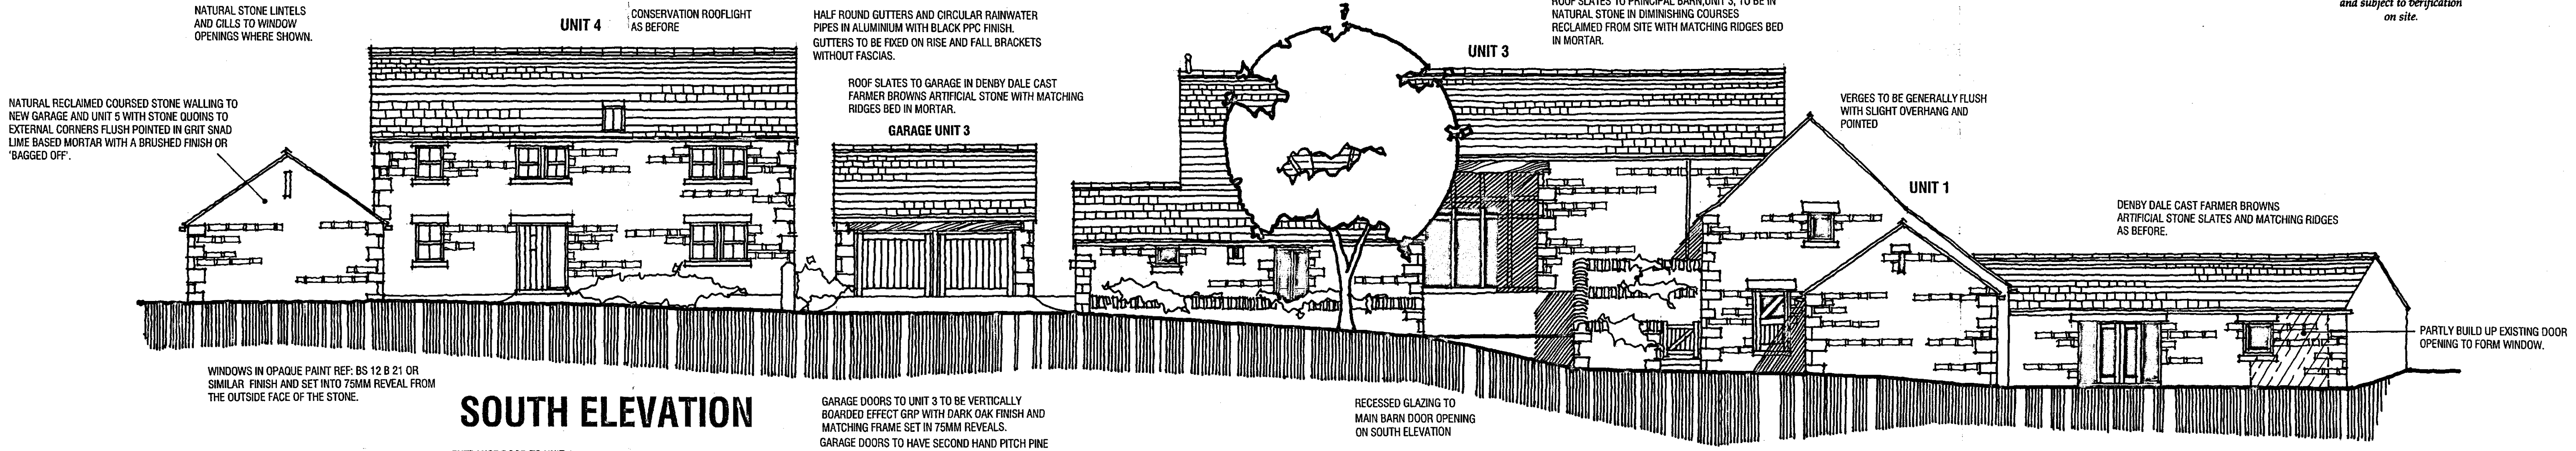 NATURAL STONE LINTELS
AND CILLS TO WINDOW
OPENINGS WHERE SHOWN.
UNIT 4
CONSERVATION ROOFLIGHT
AS BEFORE
HALF ROUND GUTTERS AND CIRCULAR RAINWATER
PIPES IN ALUMINIUM WITH BLACK PPC FINISH.
GUTTERS TO BE FIXED ON RISE AND FALL BRACKETS
WITHOUT FASCIAS.
ROOF SLATES TO PRINCIPAL BARN,UNIT 3, TO BE IN
NATURAL STONE IN DIMINISHING COURSES
RECLAIMED FROM SITE WITH MATCHING RIDGES BED
IN MORTAR.
and subject to verification
on site.
UNIT 3
ROOF SLATES TO GARAGE IN DENBY DALE CAST
FARMER BROWNS ARTIFICIAL STONE WITH MATCHING
RIDGES BED IN MORTAR.
GARAGE UNIT 3
NATURAL RECLAIMED COURSED STONE WALLING TO
NEW GARAGE AND UNIT 5 WITH STONE QUOINS TO
EXTERNAL CORNERS FLUSH POINTED IN GRIT SNAD
LIME BASED MORTAR WITH A BRUSHED FINISH OR
'BAGGED OFF'.
VERGES TO BE GENERALLY FLUSH
WITH SLIGHT OVERHANG AND
POINTED
UNIT 1
DENBY DALE CAST FARMER BROWNS
ARTIFICIAL STONE SLATES AND MATCHING RIDGES
AS BEFORE.
PARTLY BUILD UP EXISTING DOOR
OPENING TO FORM WINDOW.
WINDOWS IN OPAQUE PAINT REF: BS 12 B 21 OR
SIMILAR FINISH AND SET INTO 75MM REVEAL FROM
THE OUTSIDE FACE OF THE STONE.
SOUTH ELEVATION
GARAGE DOORS TO UNIT 3 TO BE VERTICALLY
BOARDED EFFECT GRP WITH DARK OAK FINISH AND
MATCHING FRAME SET IN 75MM REVEALS.
GARAGE DOORS TO HAVE SECOND HAND PITCH PINE
RECESSED GLAZING TO
MAIN BARN DOOR OPENING
ON SOUTH ELEVATION